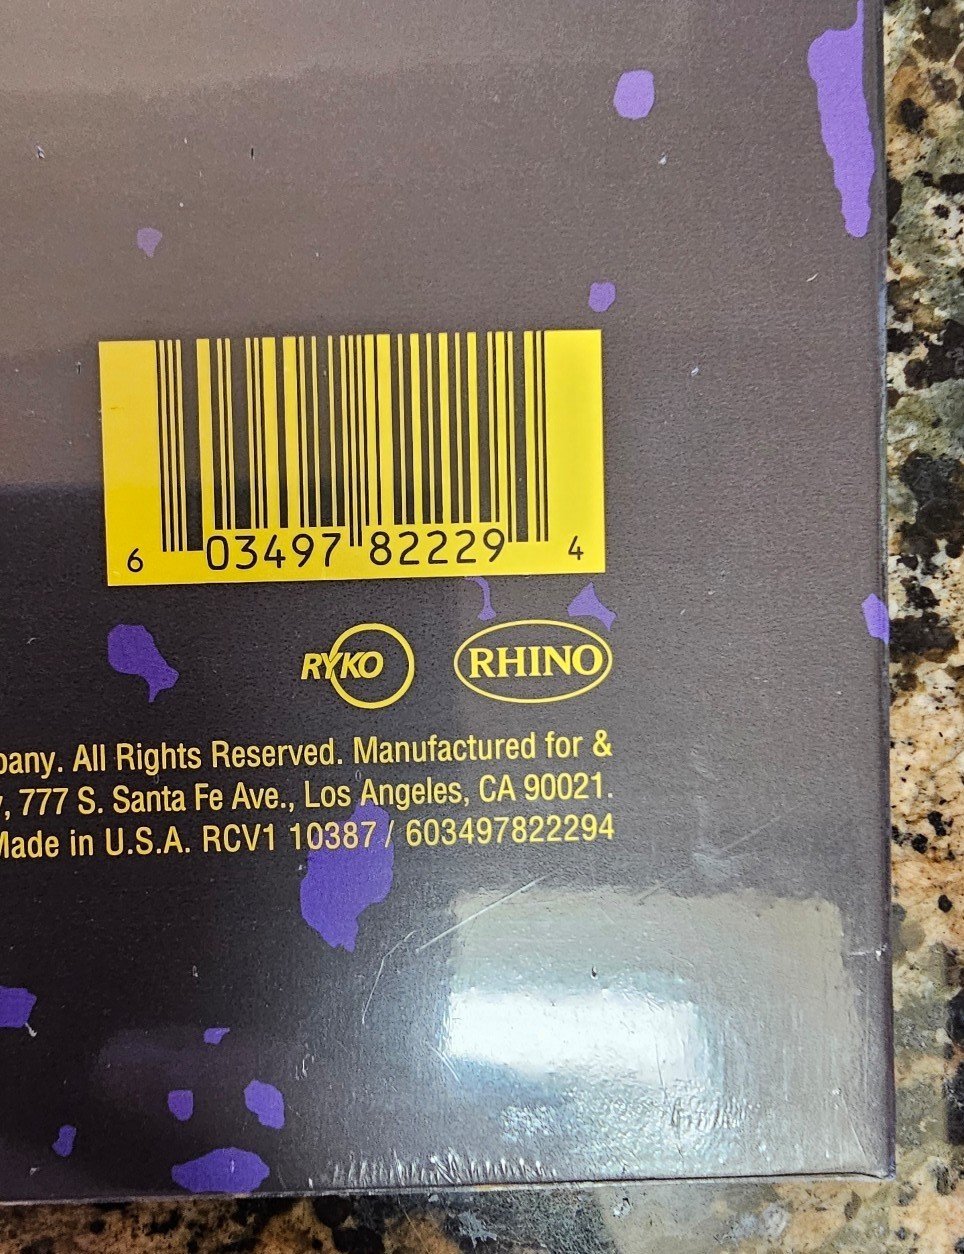 6 03497 82229 4
RYKO RHINO
pany. All Rights Reserved. Manufactured for &
, 777 S. Santa Fe Ave., Los Angeles, CA 90021.
Made in U.S.A. RCV1 10387 / 603497822294